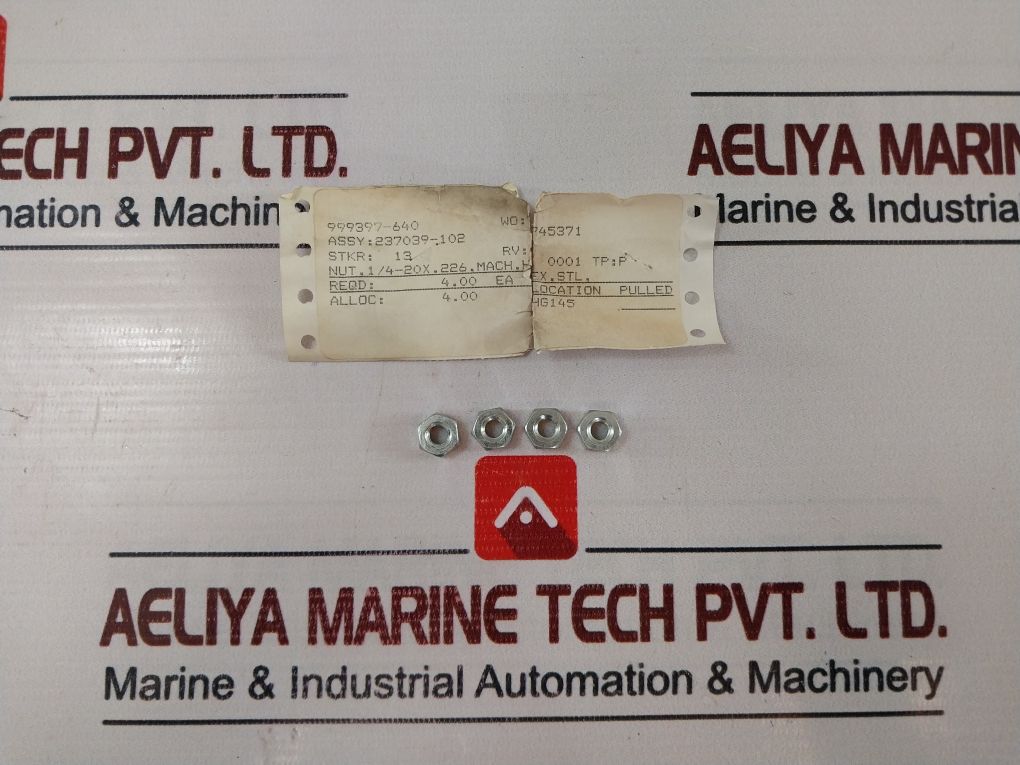 ECH PVT. LTD.
mation & Machin
AELIYA MARIN
Marine & Industrial
999397-640 WO: 745371
ASSY:237039-102
STKR: 13 RV: 0001 TP:P
NUT.1/4-20X.226.MACH.HEX.STL.
REQD: 4.00 EA LOCATION PULLED
ALLOC: 4.00 HG145
AELIYA MARINE TECH PVT. LTD.
Marine & Industrial Automation & Machinery